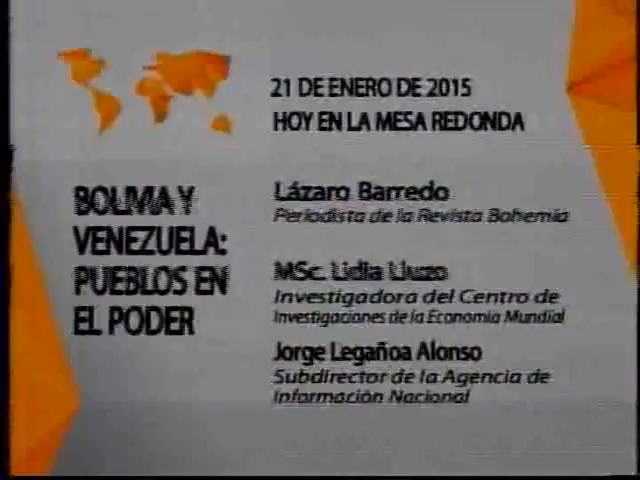 21 DE ENERO DE 2015
HOY EN LA MESA REDONDA
BOLIVIA Y
VENEZUELA:
PUEBLOS EN
EL PODER
Lázaro Barredo
Periodista de la Revista Bohemia
MSc. Lidia
Investigadora del Centro de
Investigaciones de la Economía Mundial
Jorge Legañoa Alonso
Subdirector de la Agencia de
Información Nacional